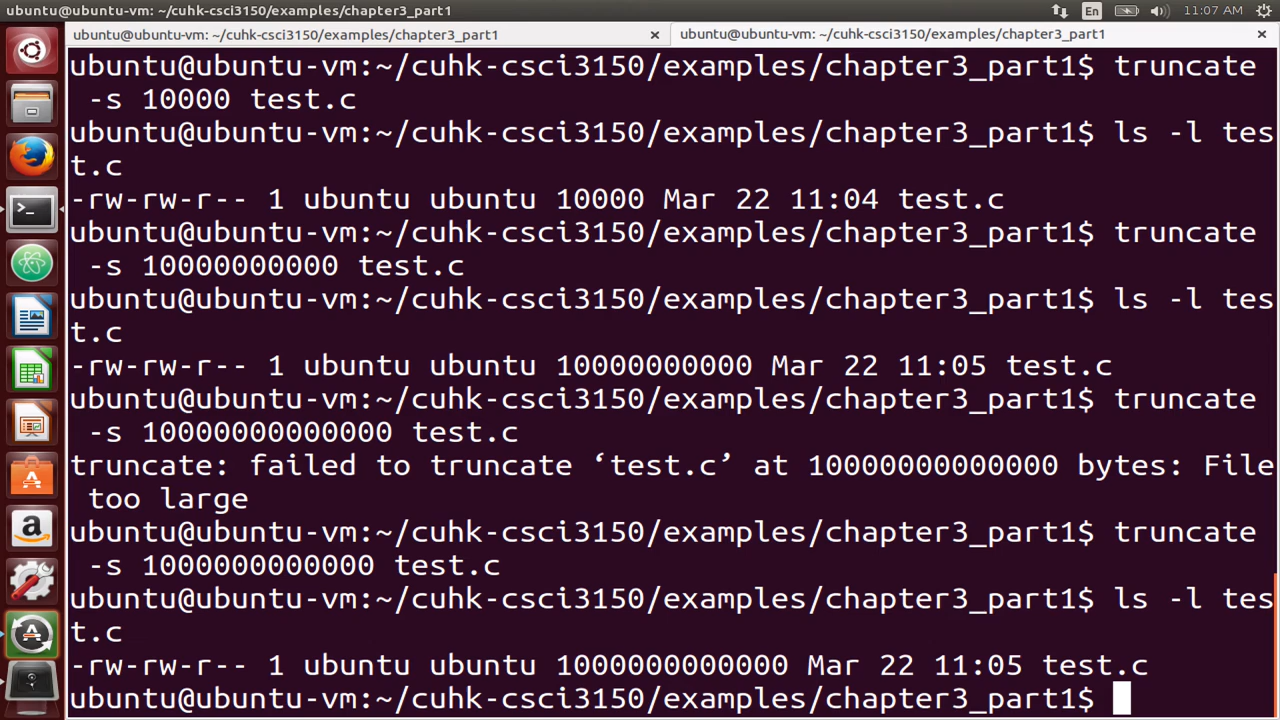 ubuntu@ubuntu-vm: ~/cuhk-csci3150/examples/chapter3_part1
En
11:07 AM
ubuntu@ubuntu-vm: ~/cuhk-csci3150/examples/chapter3_part1
ubuntu@ubuntu-vm: ~/cuhk-csci3150/examples/chapter3_part1
ubuntu@ubuntu-vm:~/cuhk-csci3150/examples/chapter3_part1$ truncate
-s 10000 test.c
ubuntu@ubuntu-vm:~/cuhk-csci3150/examples/chapter3_part1$ ls -l tes
t.c
-rw-rw-r-- 1 ubuntu ubuntu 10000 Mar 22 11:04 test.c
ubuntu@ubuntu-vm:~/cuhk-csci3150/examples/chapter3_part1$ truncate
-s 10000000000 test.c
ubuntu@ubuntu-vm:~/cuhk-csci3150/examples/chapter3_part1$ ls -l tes
t.c
-rw-rw-r-- 1 ubuntu ubuntu 10000000000 Mar 22 11:05 test.c
ubuntu@ubuntu-vm:~/cuhk-csci3150/examples/chapter3_part1$ truncate
-s 10000000000000 test.c
truncate: failed to truncate ‘test.c’ at 10000000000000 bytes: File
too large
ubuntu@ubuntu-vm:~/cuhk-csci3150/examples/chapter3_part1$ truncate
-s 1000000000000 test.c
ubuntu@ubuntu-vm:~/cuhk-csci3150/examples/chapter3_part1$ ls -l tes
t.c
-rw-rw-r-- 1 ubuntu ubuntu 1000000000000 Mar 22 11:05 test.c
ubuntu@ubuntu-vm:~/cuhk-csci3150/examples/chapter3_part1$